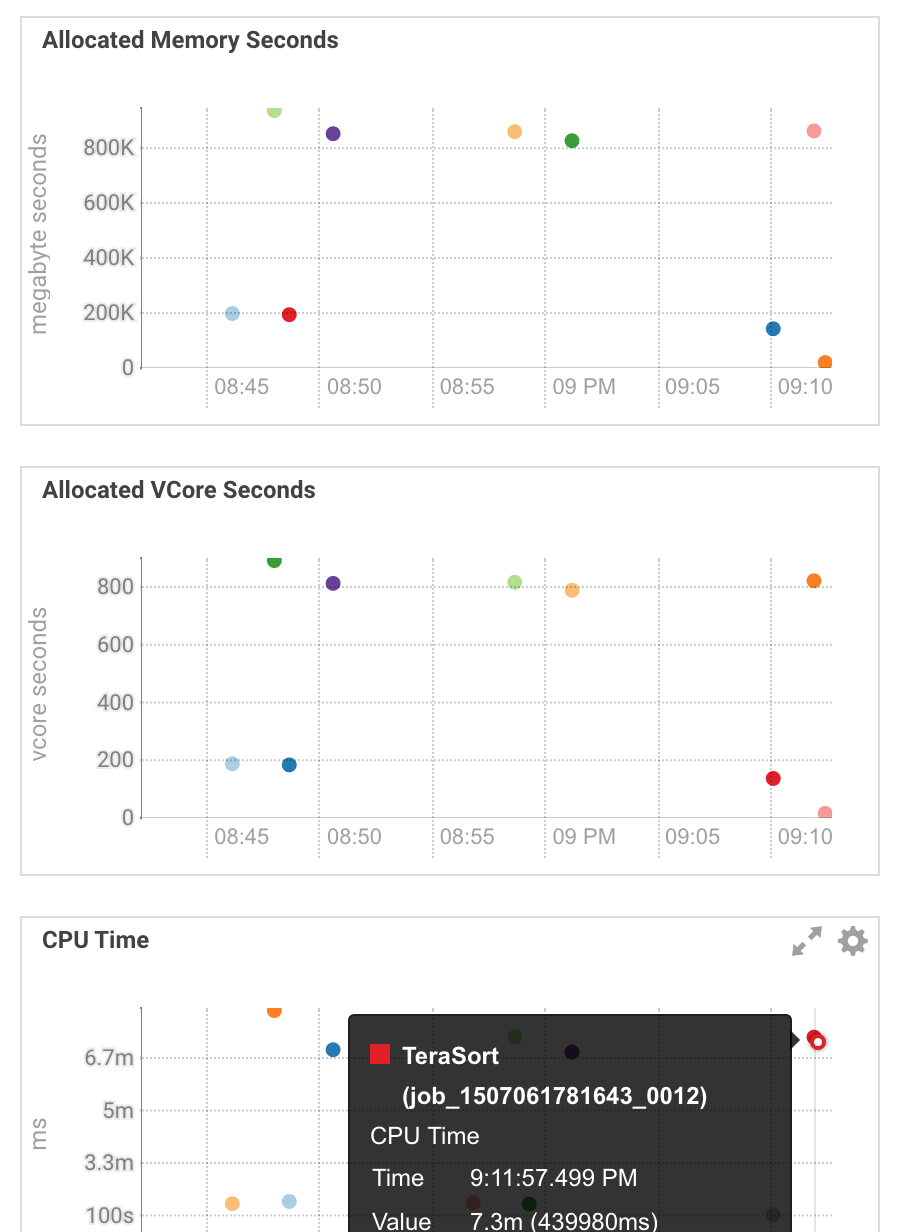 Allocated Memory Seconds
megabyte seconds
800K
600K
400K
200K
0
08:45 08:50 08:55 09 PM 09:05 09:10
Allocated VCore Seconds
vcore seconds
800
600
400
200
0
08:45 08:50 08:55 09 PM 09:05 09:10
CPU Time
ms
6.7m
5m
3.3m
100s
TeraSort
(job_1507061781643_0012)
CPU Time
Time 9:11:57.499 PM
Value 7.3m (439980ms)